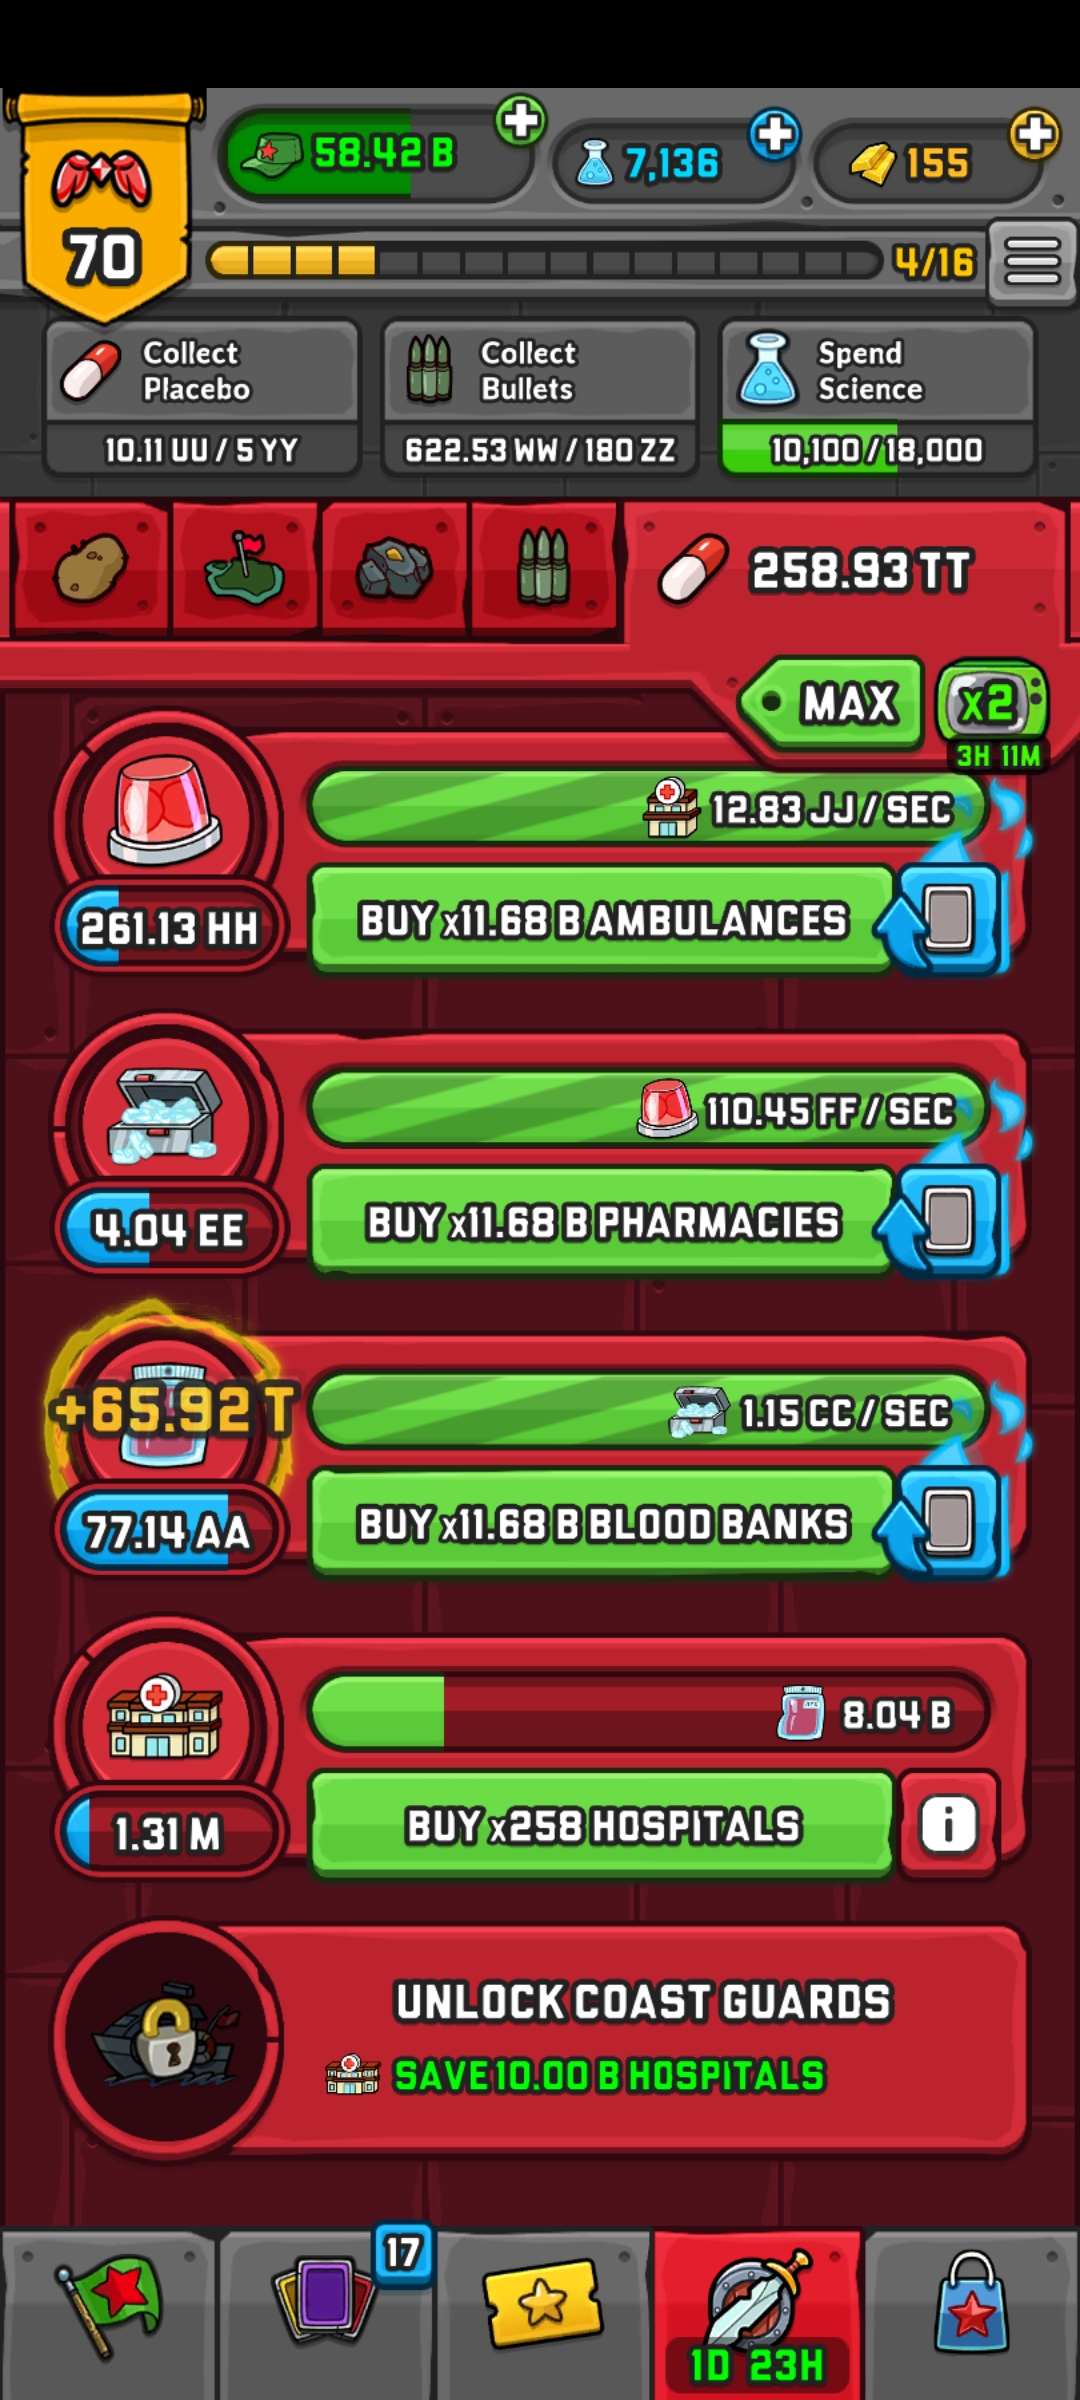 70
58.42 B
7,136
155
4/16
Collect
Placebo
10.11 UU / 5 YY
Collect
Bullets
622.53 WW / 180 ZZ
Spend
Science
10,100 / 18,000
258.93 TT
MAX
x2
3H 11M
12.83 JJ / SEC
261.13 HH
BUY x11.68 B AMBULANCES
110.45 FF / SEC
4.04 EE
BUY x11.68 B PHARMACIES
+65.92 T
1.15 CC / SEC
77.14 AA
BUY x11.68 B BLOOD BANKS
8.04 B
1.31 M
BUY x258 HOSPITALS
i
UNLOCK COAST GUARDS
SAVE 10.00 B HOSPITALS
17
1D 23H